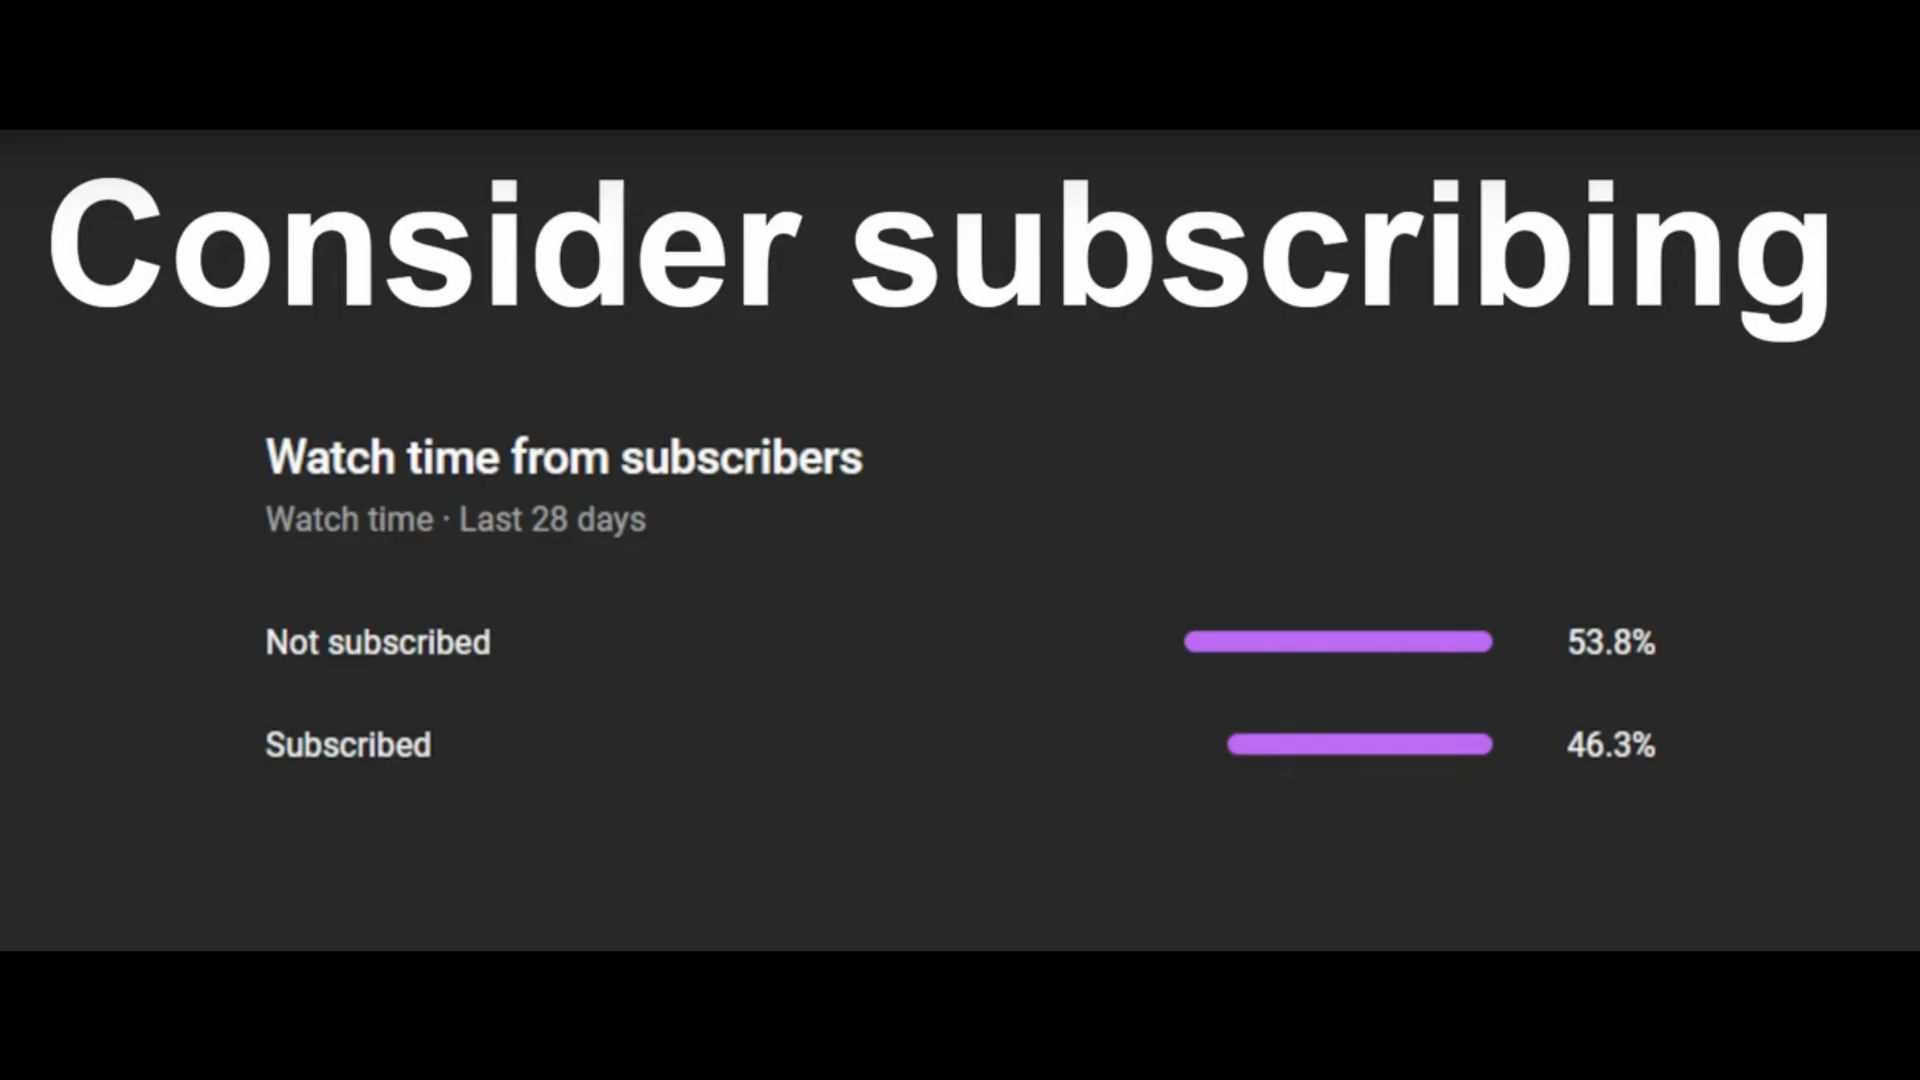 Consider subscribing
Watch time from subscribers
Watch time · Last 28 days
Not subscribed 53.8%
Subscribed 46.3%